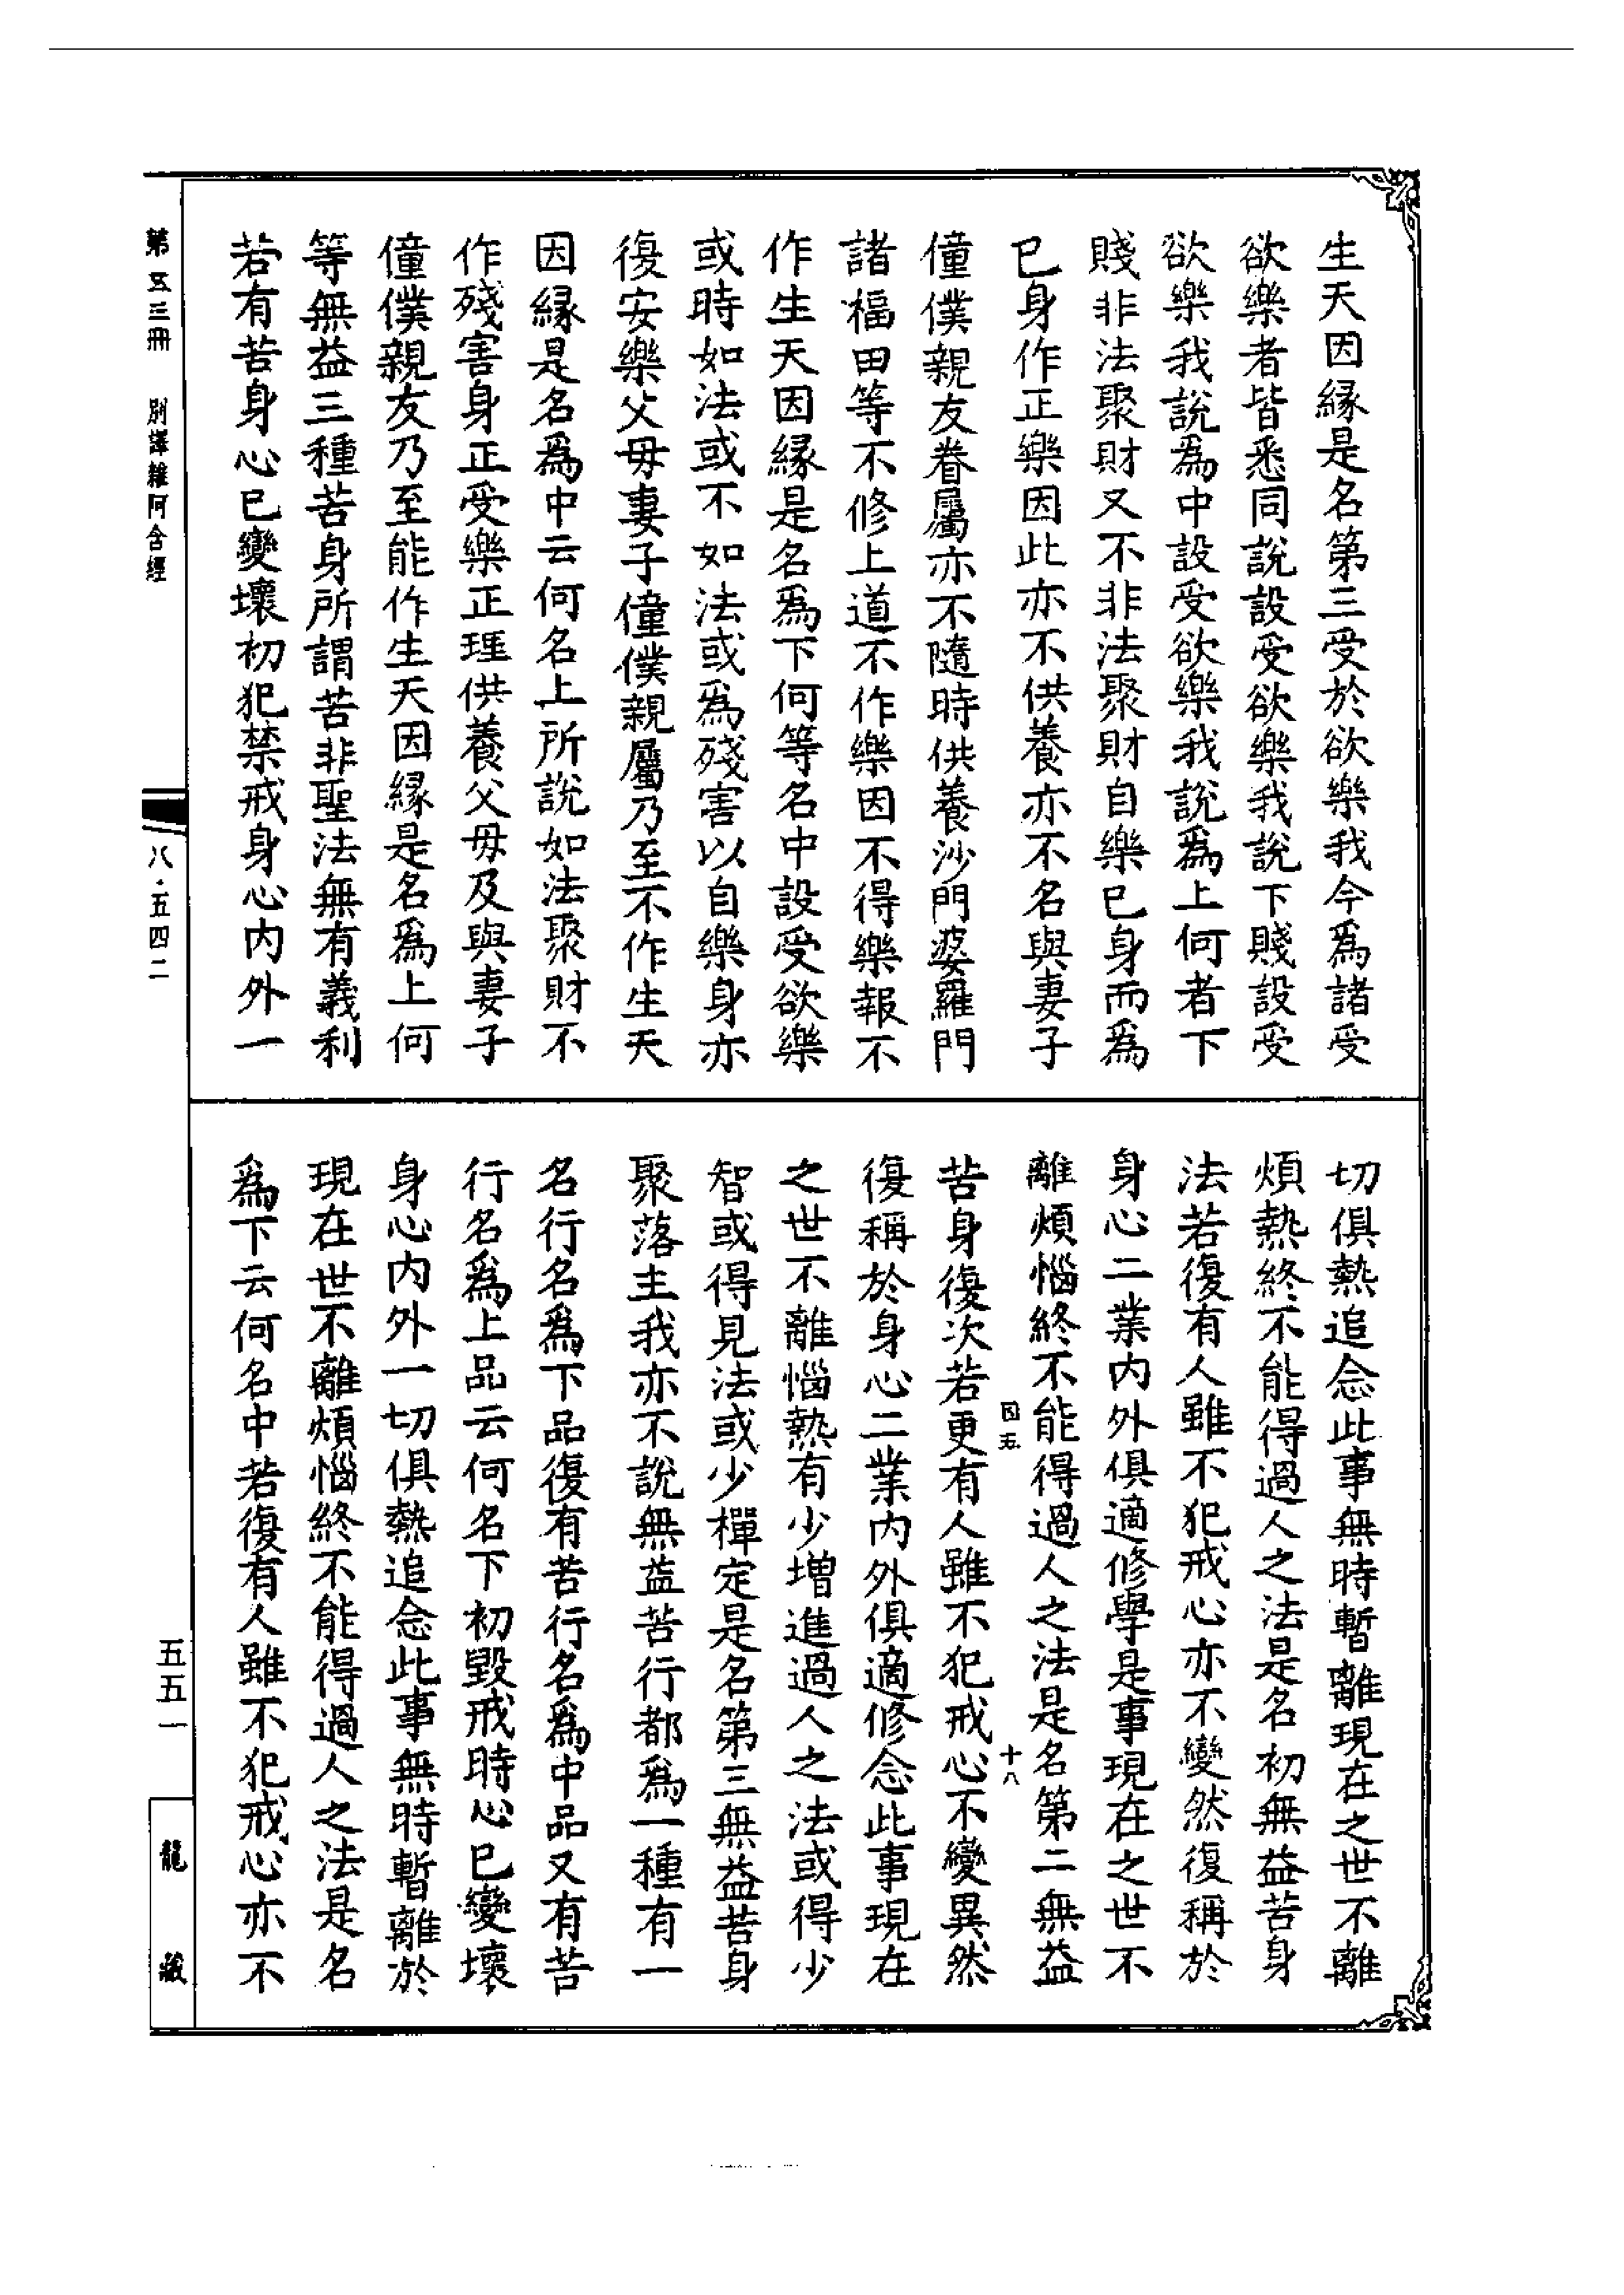 生天因緣是名第三受於欲樂我今爲諸受
欲樂者皆悉同說設受欲樂我說下賤設受
欲樂我說爲中設受欲樂我說爲上何者下
賤非法聚財又不非法聚財自樂已身而爲
已身作正樂因此亦不供養亦不名與妻子
僮僕親友眷屬亦不隨時供養沙門婆羅門
諸福田等不修上道不作樂因不得樂報不
作生天因緣是名爲下何等名中設受欲樂
或時如法或不如法或爲殘害以自樂身亦
復安樂父母妻子僮僕親屬乃至不作生天
因緣是名爲中云何名上所說如法聚財不
作殘害身正受樂正理供養父母及與妻子
僮僕親友乃至能作生天因緣是名爲上何
等無益三種苦身所謂苦非聖法無有義利
若有苦身心已變壞初犯禁戒身心內外一
切俱熱追念此事無時暫離現在之世不離
煩熱終不能得過人之法是名初無益苦身
法若復有人雖不犯戒心亦不變然復稱於
身心二業內外俱適修學是事現在之世不
離煩惱終不能得過人之法是名第二無益
苦身復次若更有人雖不犯戒心不變異然
復稱於身心二業內外俱適修念此事現在
之世不離惱熱有少增進過人之法或得少
智或得見法或少禪定是名第三無益苦身
聚落主我亦不說無益苦行都爲一種有一
名行名爲下品復有苦行名爲中品又有苦
行名爲上品云何名下初毀戒時心已變壞
身心內外一切俱熱追念此事無時暫離於
現在世不離煩惱終不能得過人之法是名
爲下云何名中若復有人雖不犯戒心亦不
因五
十八
第五三冊 別譯雜阿含經
八·五四二
五五一
龍藏